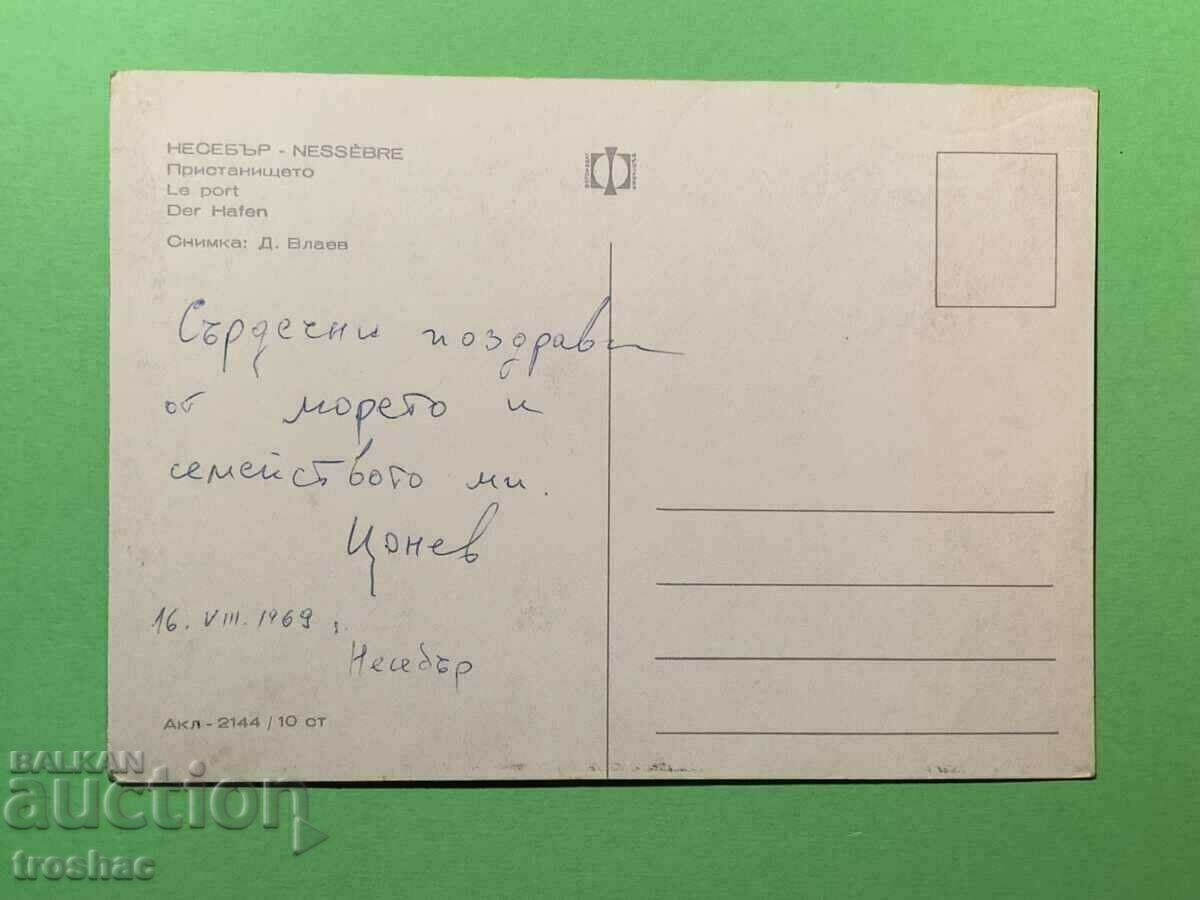 НЕСЕБЪР - NESSÈBRE
Пристанището
Le port
Der Hafen
Снимка: Д. Влаев
Сърдечни поздрави
от морето и
семейството ми.
Цонев
16. VIII. 1969 г.
Несебър
Акл - 2144 / 10 ст
BALKAN
auction
troshac